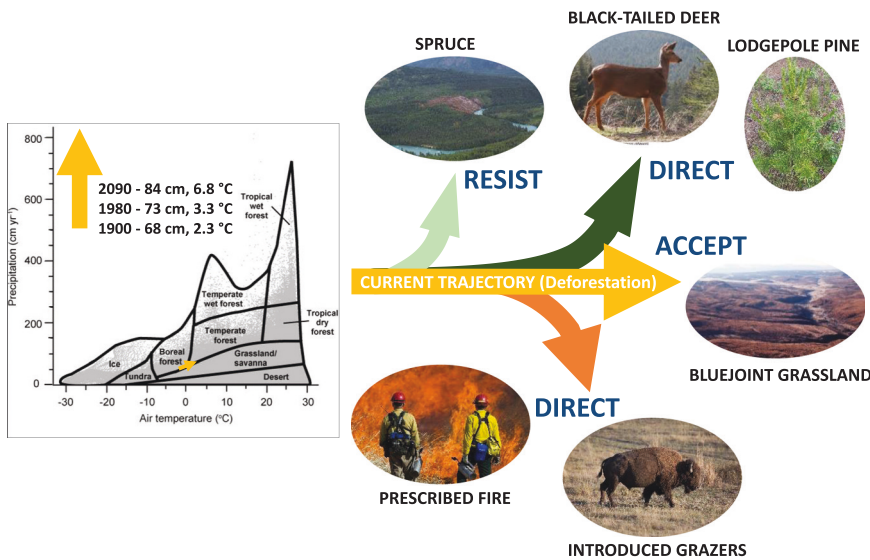 800
600
400
200
0
Precipitation (cm yr⁻¹)
2090 - 84 cm, 6.8 °C
1980 - 73 cm, 3.3 °C
1900 - 68 cm, 2.3 °C
Tropical
wet
forest
Temperate
wet forest
Tropical
dry
forest
Temperate
forest
Boreal
forest
Ice
Grassland/
savanna
Tundra
Desert
-30
-20
-10
0
10
20
30
Air temperature (°C)
SPRUCE
BLACK-TAILED DEER
LODGEPOLE PINE
RESIST
DIRECT
ACCEPT
CURRENT TRAJECTORY (Deforestation)
BLUEJOINT GRASSLAND
DIRECT
PRESCRIBED FIRE
INTRODUCED GRAZERS